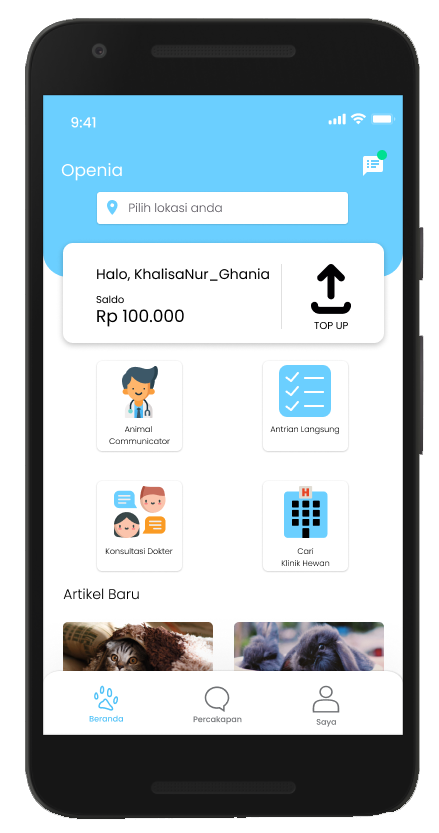 9:41
Openia
Pilih lokasi anda
Halo, KhalisaNur_Ghania
Saldo
Rp 100.000
TOP UP
Animal
Communicator
Antrian Langsung
Konsultasi Dokter
H
Cari
Klinik Hewan
Artikel Baru
Beranda
Percakapan
Saya